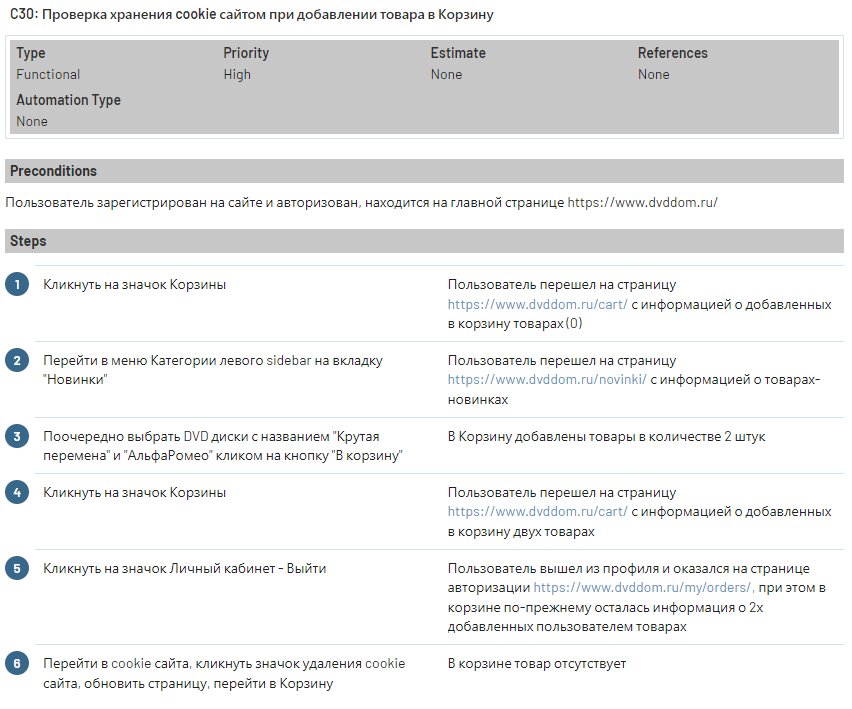 C30: Проверка хранения cookie сайтом при добавлении товара в Корзину
Type
Priority
Estimate
References
Functional
High
None
None
Automation Type
None
Preconditions
Пользователь зарегистрирован на сайте и авторизован, находится на главной странице https://www.dvddom.ru/
Steps
1
Кликнуть на значок Корзины
Пользователь перешел на страницу
https://www.dvddom.ru/cart/ с информацией о добавленных
в корзину товарах(0)
2
Перейти в меню Категории левого sidebar на вкладку
"Новинки"
Пользователь перешел на страницу
https://www.dvddom.ru/novinki/ с информацией о товарах-
новинках
3
Поочередно выбрать DVD диски с названием "Крутая
перемена" и "АльфаРомео" кликом на кнопку "В корзину"
В Корзину добавлены товары в количестве 2 штук
4
Кликнуть на значок Корзины
Пользователь перешел на страницу
https://www.dvddom.ru/cart/ с информацией о добавленных
в корзину двух товарах
5
Кликнуть на значок Личный кабинет - Выйти
Пользователь вышел из профиля и оказался на странице
авторизации https://www.dvddom.ru/my/orders/, при этом в
корзине по-прежнему осталась информация о 2х
добавленных пользователем товарах
6
Перейти в cookie сайта, кликнуть значок удаления cookie
сайта, обновить страницу, перейти в Корзину
В корзине товар отсутствует